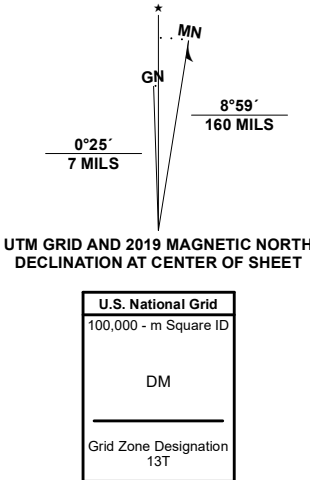 ★
MN
GN
8°59´
160 MILS
0°25´
7 MILS
UTM GRID AND 2019 MAGNETIC NORTH
DECLINATION AT CENTER OF SHEET
U.S. National Grid
100,000 - m Square ID
DM
Grid Zone Designation
13T